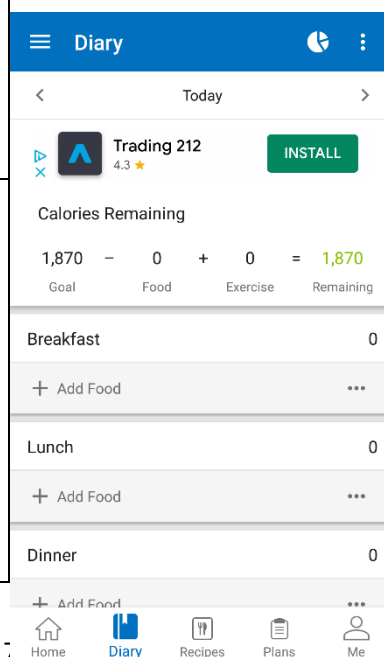 Diary
Today
Trading 212
4.3 ★
INSTALL
Calories Remaining
1,870 − 0 + 0 = 1,870
Goal Food Exercise Remaining
Breakfast 0
+ Add Food •••
Lunch 0
+ Add Food •••
Dinner 0
+ Add Food •••
Home Diary Recipes Plans Me